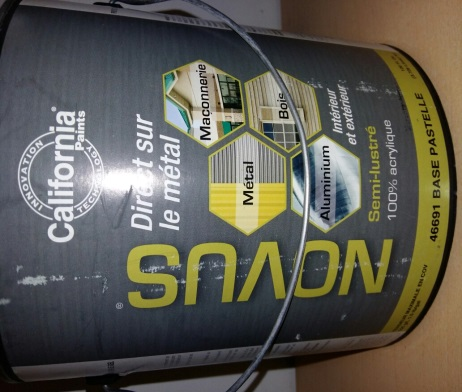 INNOVATION
California
Paints
TECHNOLOGY
Direct sur
le métal
Maçonnerie
Bois
Métal
Aluminium
Intérieur
et extérieur
NOVUS
Semi-lustré
100% acrylique
46691 BASE PASTELLE